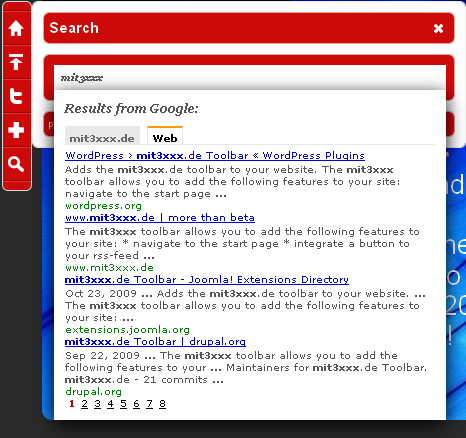 Search
mit3xxx
P
Results from Google:
mit3xxx.de Web
WordPress › mit3xxx.de Toolbar « WordPress Plugins
Adds the mit3xxx.de toolbar to your website. The mit3xxx
toolbar allows you to add the following features to your site:
navigate to the start page ...
wordpress.org
www.mit3xxx.de | more than beta
The mit3xxx toolbar allows you to add the following features to
your site: * navigate to the start page * integrate a button to
your rss-feed ...
www.mit3xxx.de
mit3xxx.de Toolbar - Joomla! Extensions Directory
Oct 23, 2009 ... Adds the mit3xxx.de toolbar to your website. ...
The mit3xxx toolbar allows you to add the following features to
your site: ...
extensions.joomla.org
mit3xxx.de Toolbar | drupal.org
Sep 22, 2009 ... The mit3xxx toolbar allows you to add the
following features to your ... Maintainers for mit3xxx.de Toolbar.
mit3xxx.de - 21 commits ...
drupal.org
1 2 3 4 5 6 7 8